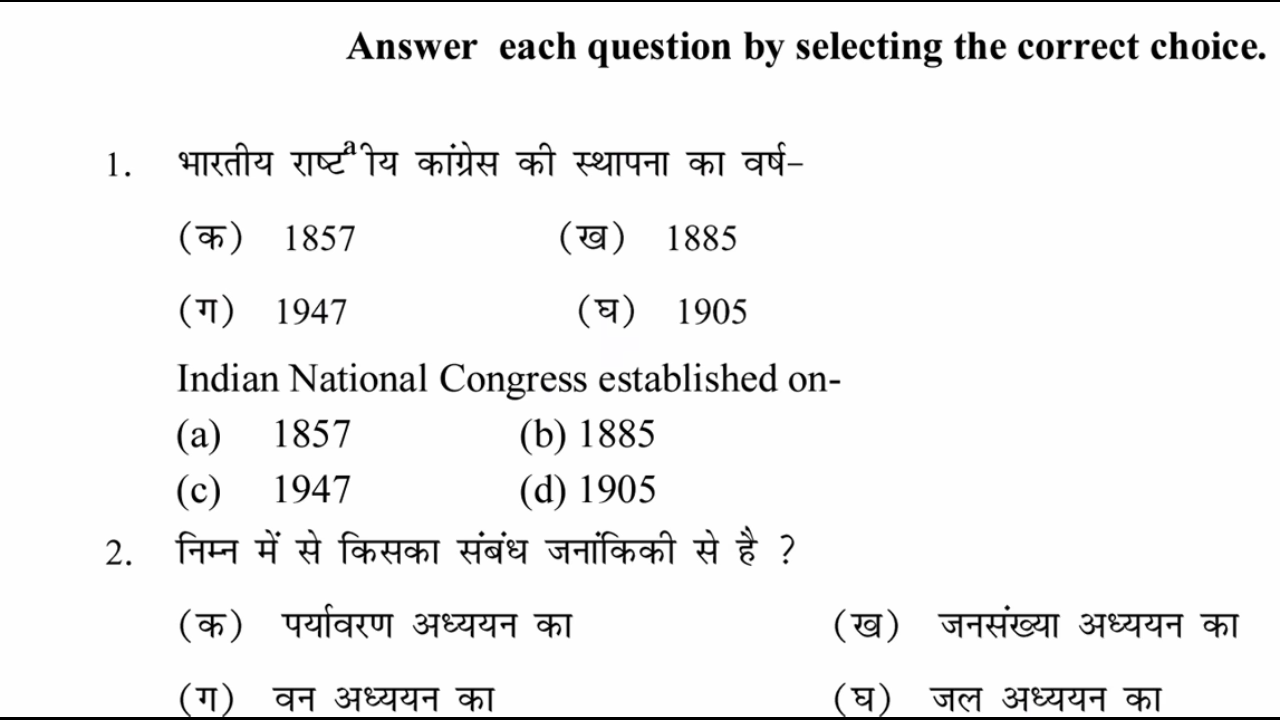 Answer each question by selecting the correct choice.
1. भारतीय राष्टªीय कांग्रेस की स्थापना का वर्ष–
(क) 1857 (ख) 1885
(ग) 1947 (घ) 1905
Indian National Congress established on-
(a) 1857 (b) 1885
(c) 1947 (d) 1905
2. निम्न में से किसका संबंध जनांकिकी से है ?
(क) पर्यावरण अध्ययन का (ख) जनसंख्या अध्ययन का
(ग) वन अध्ययन का (घ) जल अध्ययन का